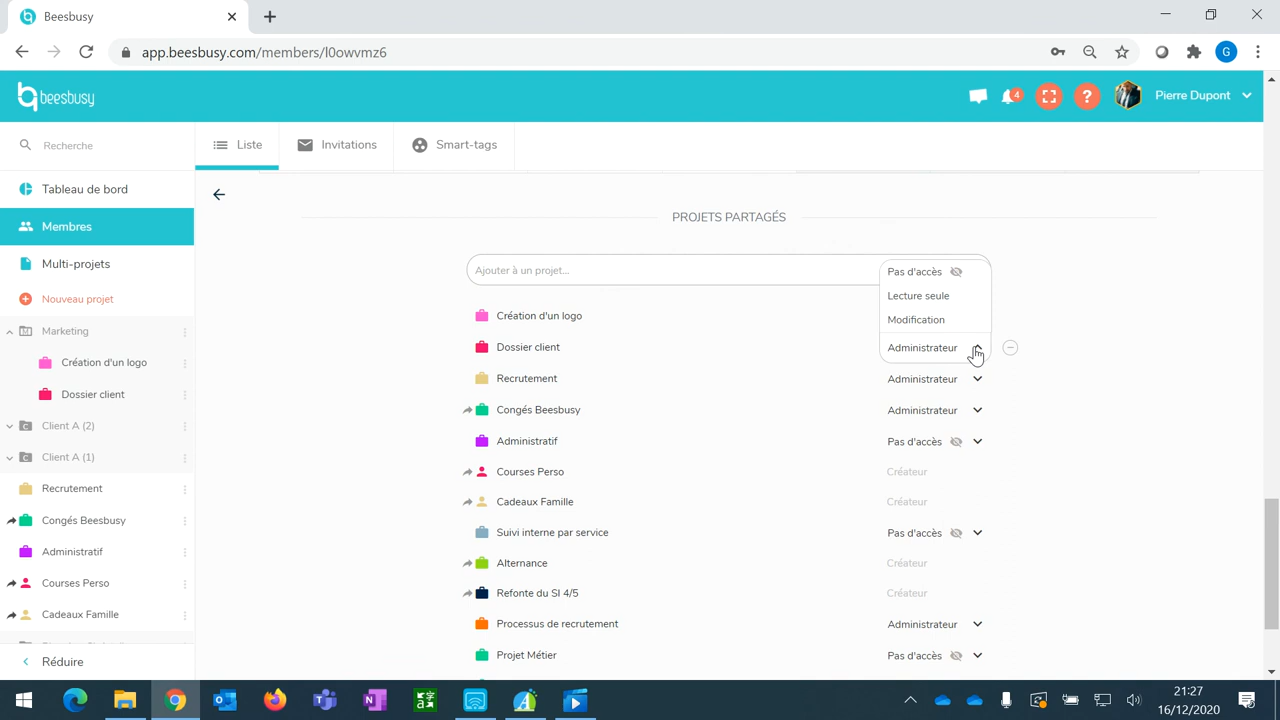 Beesbusy
app.beesbusy.com/members/l0owvmz6
G
beesbusy
4
?
Pierre Dupont
Recherche
Liste
Invitations
Smart-tags
Tableau de bord
Membres
Multi-projets
Nouveau projet
Marketing
Création d'un logo
Dossier client
Client A (2)
Client A (1)
Recrutement
Congés Beesbusy
Administratif
Courses Perso
Cadeaux Famille
Réduire
PROJETS PARTAGÉS
Ajouter à un projet...
Pas d'accès
Lecture seule
Modification
Création d'un logo
Dossier client Administrateur
Recrutement Administrateur
Congés Beesbusy Administrateur
Administratif Pas d'accès
Courses Perso Créateur
Cadeaux Famille Créateur
Suivi interne par service Pas d'accès
Alternance Créateur
Refonte du SI 4/5 Créateur
Processus de recrutement Administrateur
Projet Métier Pas d'accès
21:27
16/12/2020